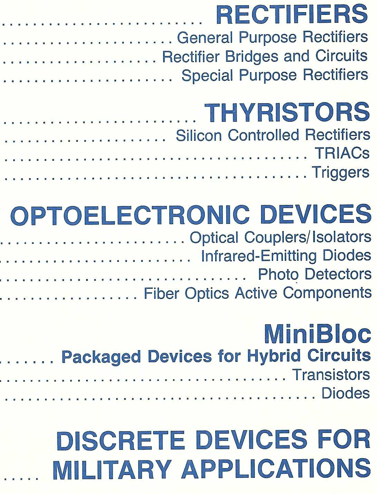 RECTIFIERS
General Purpose Rectifiers
Rectifier Bridges and Circuits
Special Purpose Rectifiers
THYRISTORS
Silicon Controlled Rectifiers
TRIACs
Triggers
OPTOELECTRONIC DEVICES
Optical Couplers/Isolators
Infrared-Emitting Diodes
Photo Detectors
Fiber Optics Active Components
MiniBloc
Packaged Devices for Hybrid Circuits
Transistors
Diodes
DISCRETE DEVICES FOR
MILITARY APPLICATIONS